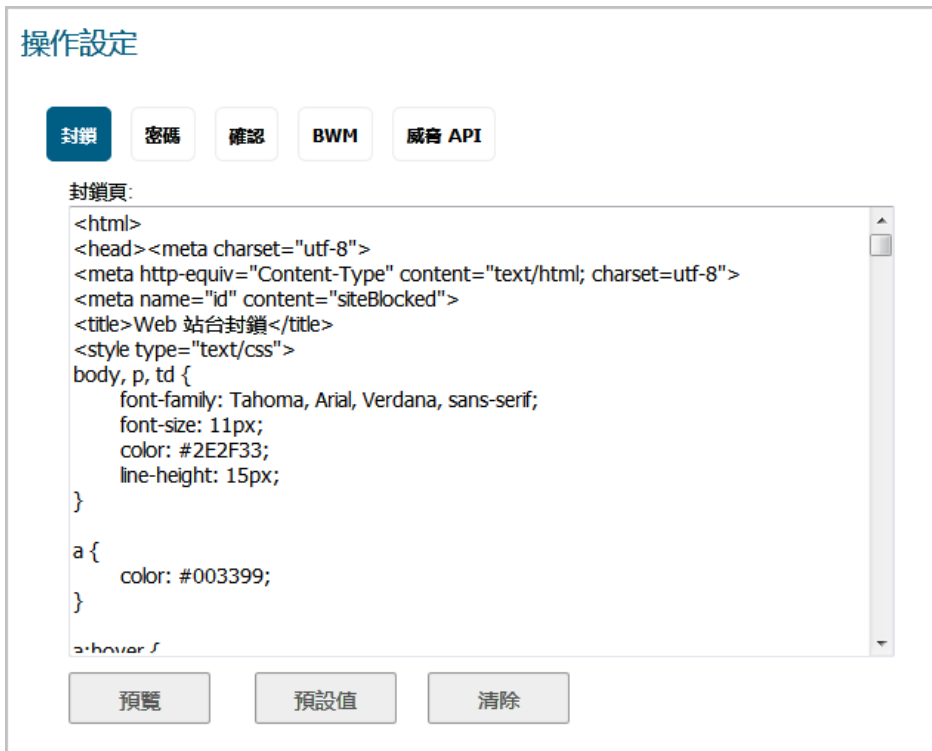 操作設定
封鎖 密碼 確認 BWM 威脅 API
封鎖頁:
<html>
<head><meta charset="utf-8">
<meta http-equiv="Content-Type" content="text/html; charset=utf-8">
<meta name="id" content="siteBlocked">
<title>Web 站台封鎖</title>
<style type="text/css">
body, p, td {
font-family: Tahoma, Arial, Verdana, sans-serif;
font-size: 11px;
color: #2E2F33;
line-height: 15px;
}
a {
color: #003399;
}
a:hover {
預覽 預設值 清除